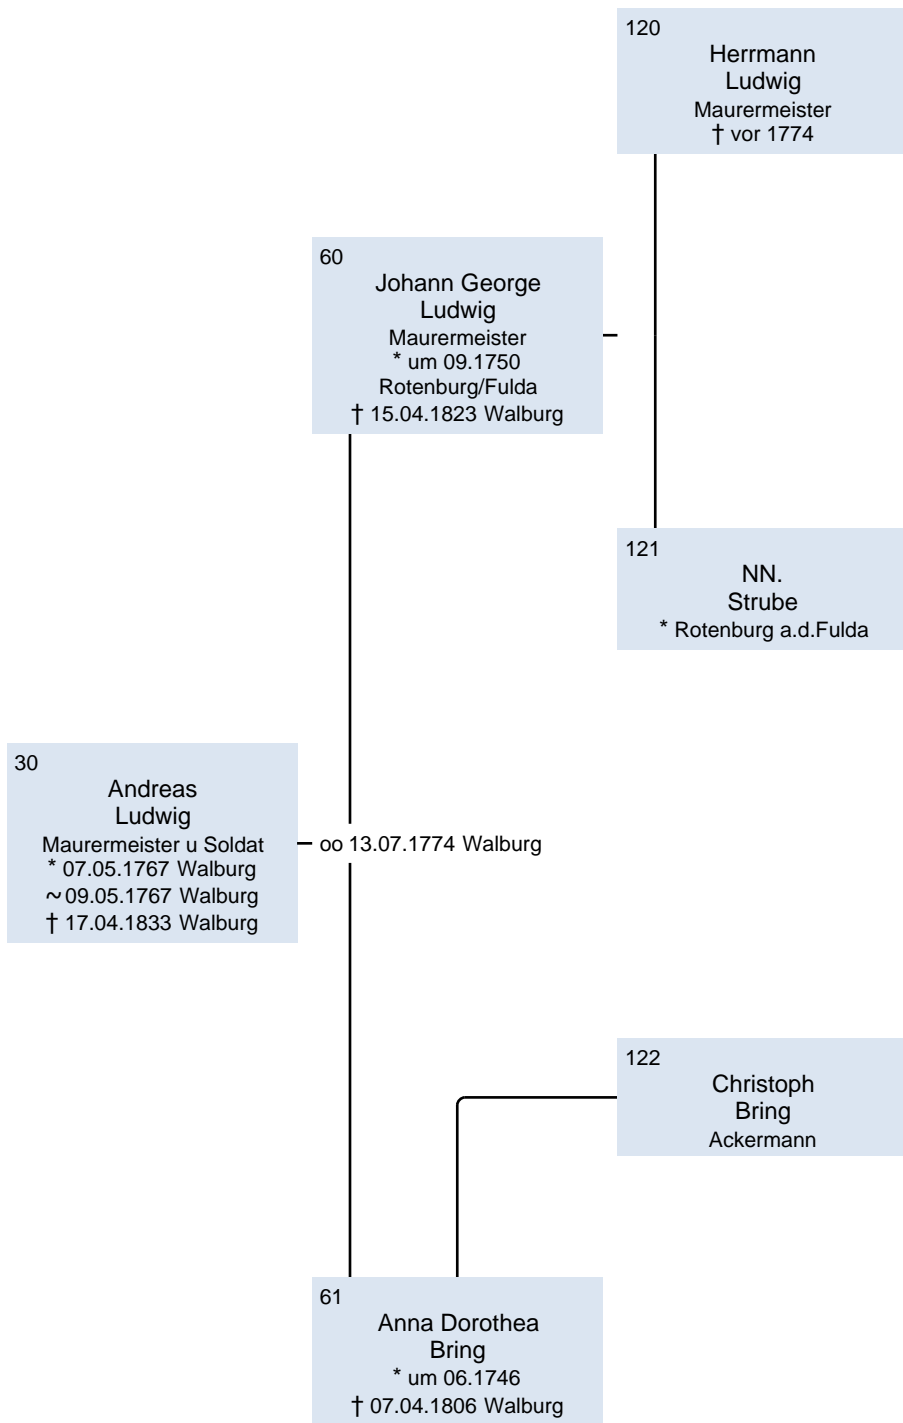 120
Herrmann
Ludwig
Maurermeister
† vor 1774
60
Johann George
Ludwig
Maurermeister
* um 09.1750
Rotenburg/Fulda
† 15.04.1823 Walburg
121
NN.
Strube
* Rotenburg a.d.Fulda
30
Andreas
Ludwig
Maurermeister u Soldat
* 07.05.1767 Walburg
~ 09.05.1767 Walburg
† 17.04.1833 Walburg
oo 13.07.1774 Walburg
122
Christoph
Bring
Ackermann
61
Anna Dorothea
Bring
* um 06.1746
† 07.04.1806 Walburg